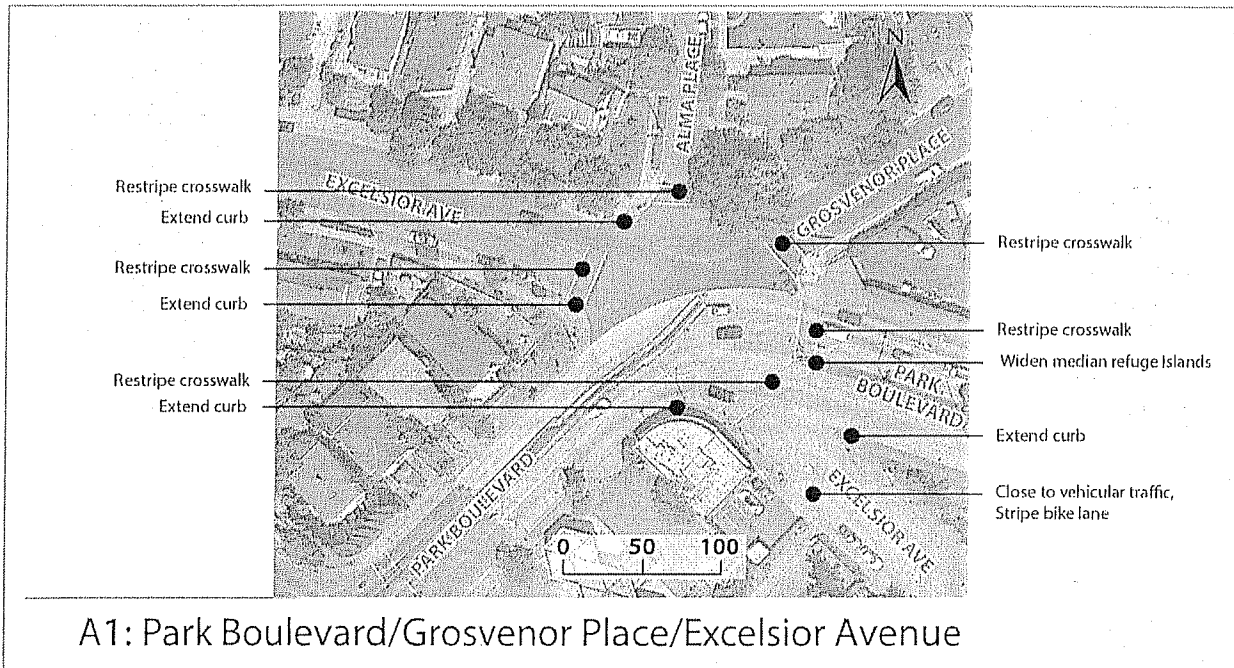 N
ALMA PLACE
GROSVENOR PLACE
EXCELSIOR AVE
Restripe crosswalk
Extend curb
Restripe crosswalk
Extend curb
Restripe crosswalk
Extend curb
Restripe crosswalk
Restripe crosswalk
Widen median refuge Islands
PARK
BOULEVARD
Extend curb
Close to vehicular traffic,
Stripe bike lane
EXCELSIOR AVE
PARK BOULEVARD
0 50 100
A1: Park Boulevard/Grosvenor Place/Excelsior Avenue